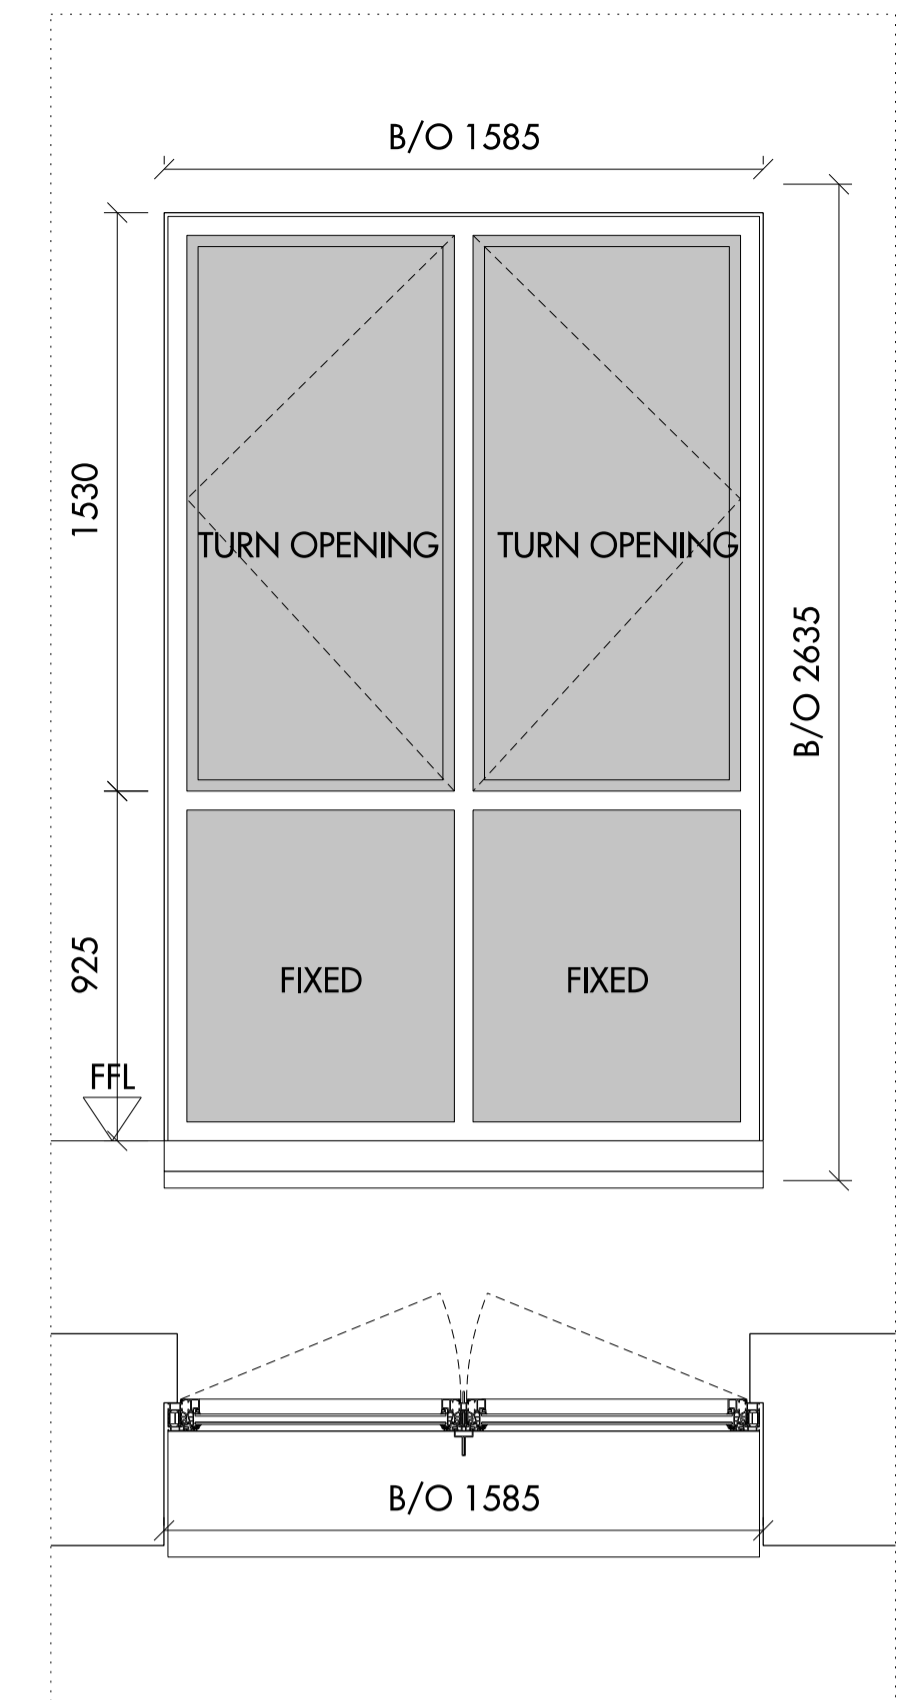 B/O 1585
1530
TURN OPENING
TURN OPENING
B/O 2635
925
FIXED
FIXED
FFL
B/O 1585